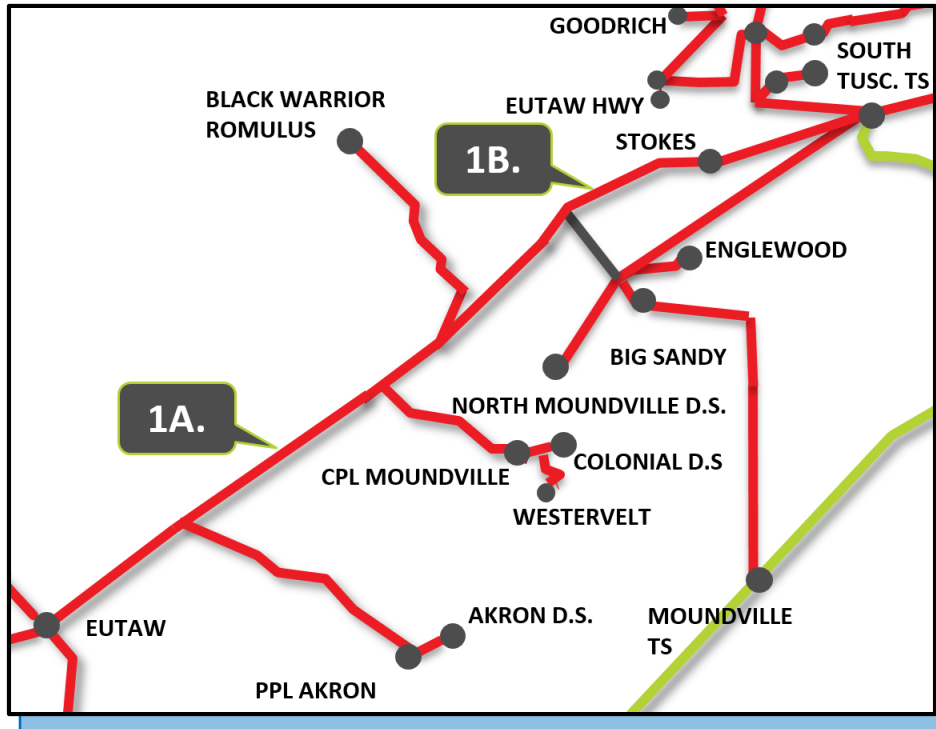 GOODRICH
SOUTH
TUSC. TS
BLACK WARRIOR
ROMULUS
EUTAW HWY
STOKES
1B.
ENGLEWOOD
BIG SANDY
NORTH MOUNDVILLE D.S.
1A.
COLONIAL D.S
CPL MOUNDVILLE
WESTERVELT
AKRON D.S.
MOUNDVILLE
TS
EUTAW
PPL AKRON